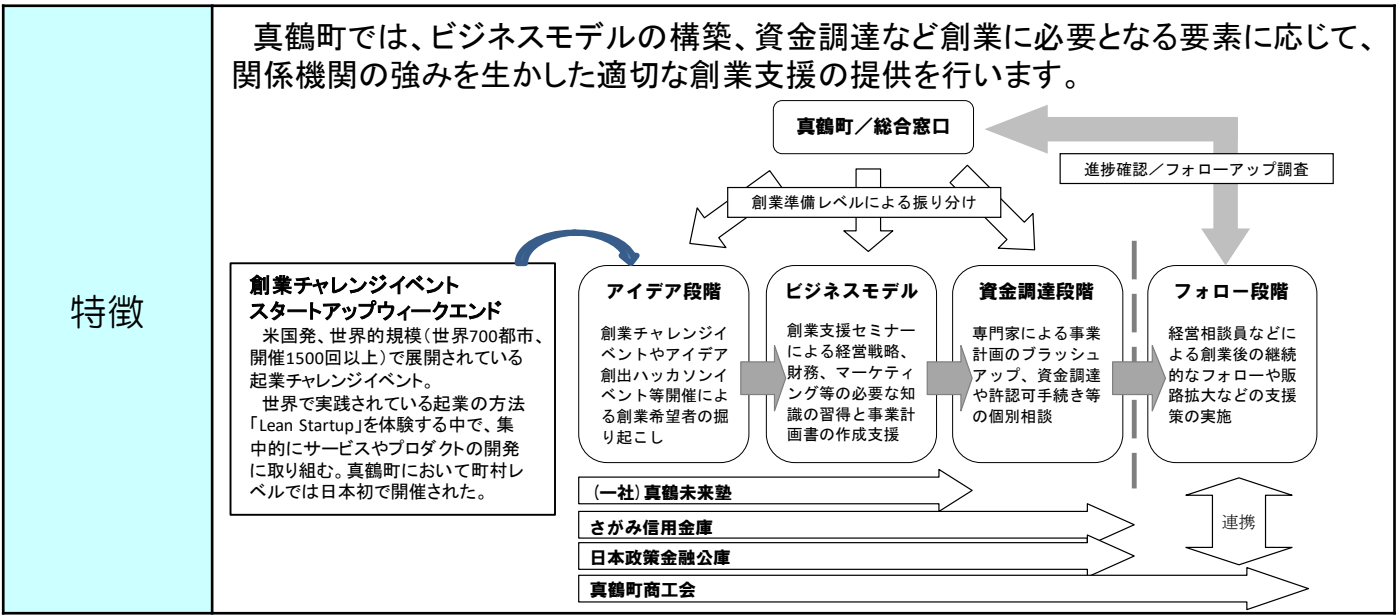 特徴
真鶴町では、ビジネスモデルの構築、資金調達など創業に必要となる要素に応じて、
関係機関の強みを生かした適切な創業支援の提供を行います。
真鶴町／総合窓口
進捗確認／フォローアップ調査
創業準備レベルによる振り分け
創業チャレンジイベント
スタートアップウィークエンド
米国発、世界的規模（世界700都市、
開催1500回以上）で展開されている
起業チャレンジイベント。
世界で実践されている起業の方法
「Lean Startup」を体験する中で、集
中的にサービスやプロダクトの開発
に取り組む。真鶴町において町村レ
ベルでは日本初で開催された。
アイデア段階
創業チャレンジイ
ベントやアイデア
創出ハッカソンイ
ベント等開催によ
る創業希望者の掘
り起こし
ビジネスモデル
創業支援セミナー
による経営戦略、
財務、マーケティ
ング等の必要な知
識の習得と事業計
画書の作成支援
資金調達段階
専門家による事業
計画のブラッシュ
アップ、資金調達
や許認可手続き等
の個別相談
フォロー段階
経営相談員などに
よる創業後の継続
的なフォローや販
路拡大などの支援
策の実施
（一社）真鶴未来塾
さがみ信用金庫
日本政策金融公庫
真鶴町商工会
連携